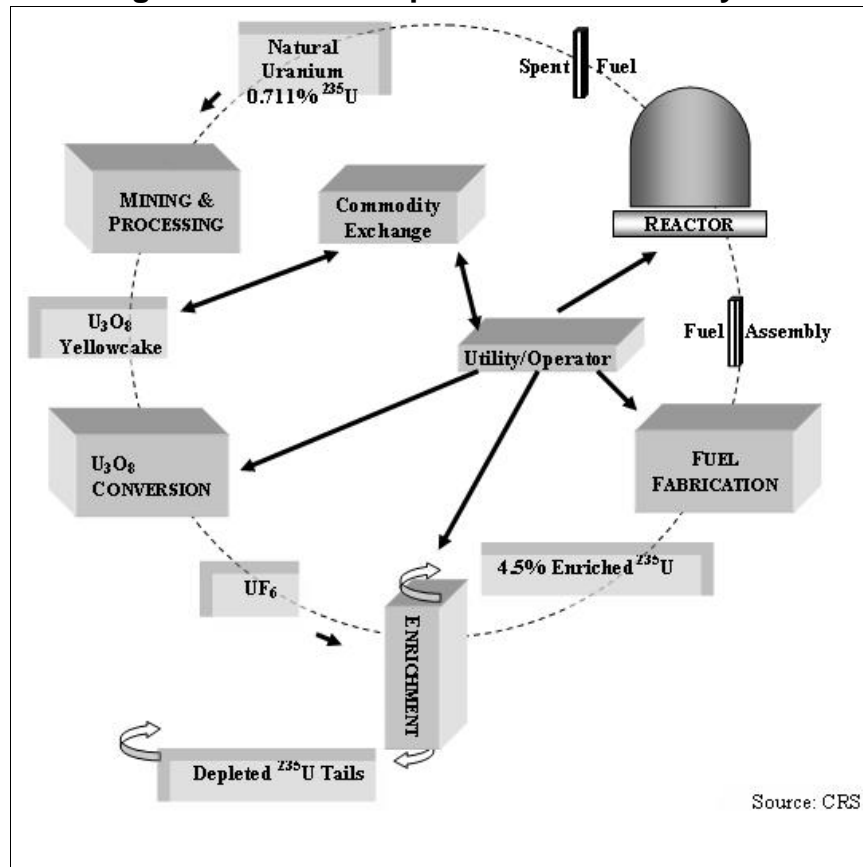 Natural
Uranium
0.711% ²³⁵U
Spent Fuel
MINING &
PROCESSING
Commodity
Exchange
REACTOR
U₃O₈
Yellowcake
Utility/Operator
Fuel Assembly
U₃O₈
CONVERSION
FUEL
FABRICATION
UF₆
4.5% Enriched ²³⁵U
ENRICHMENT
Depleted ²³⁵U Tails
Source: CRS